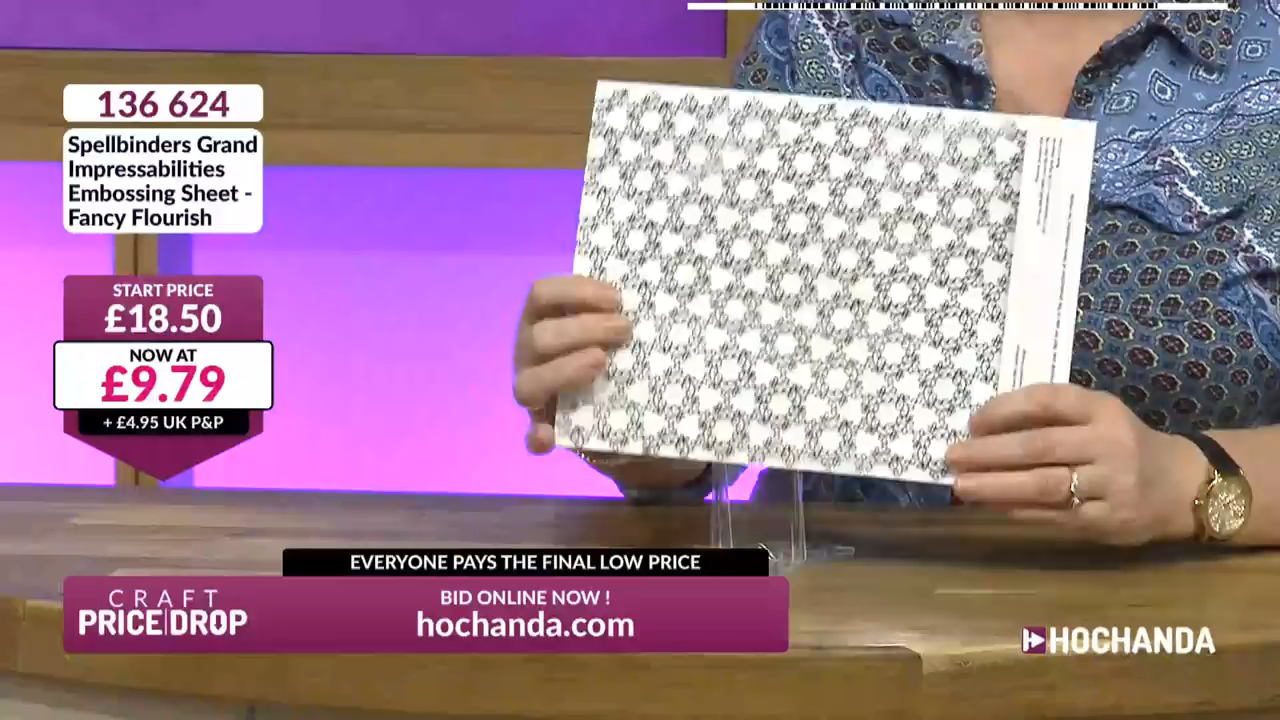 136 624
Spellbinders Grand
Impressabilities
Embossing Sheet -
Fancy Flourish
START PRICE
£18.50
NOW AT
£9.79
+ £4.95 UK P&P
EVERYONE PAYS THE FINAL LOW PRICE
CRAFT
PRICE DROP
BID ONLINE NOW !
hochanda.com
HOCHANDA